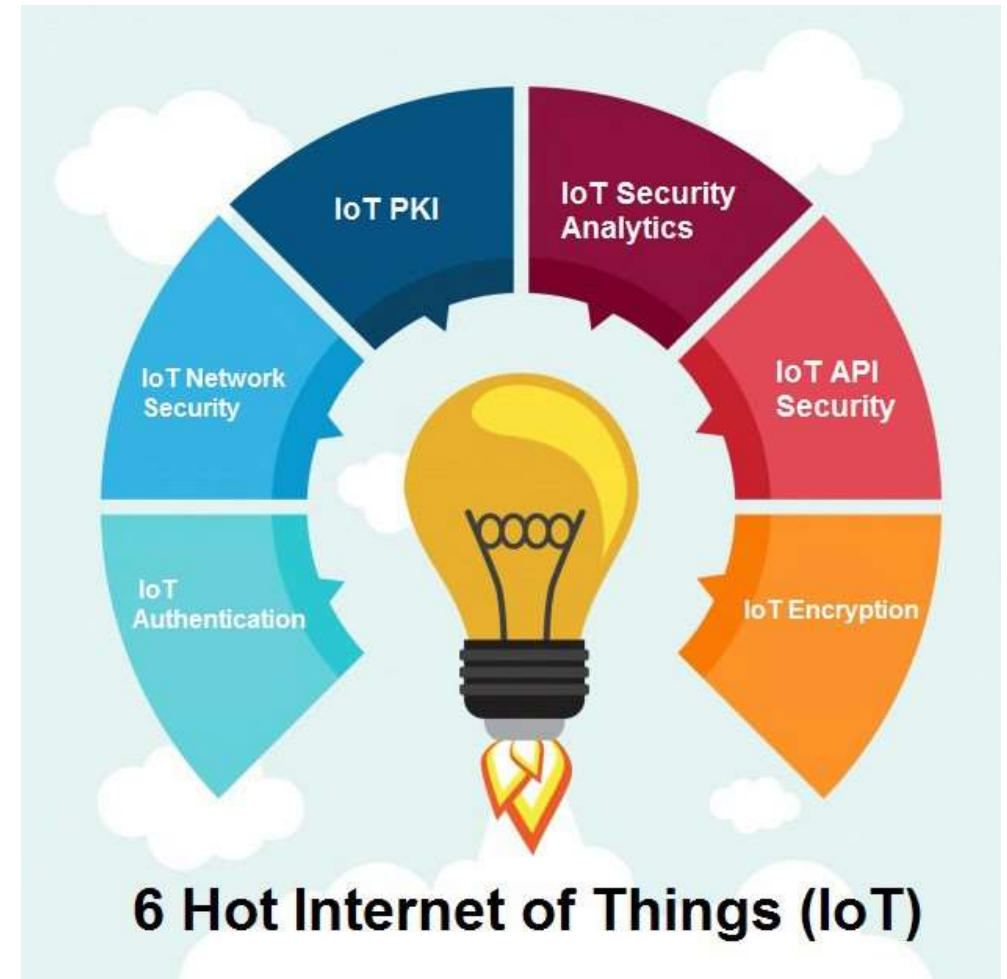 IoT PKI
IoT Security
Analytics
IoT Network
Security
IoT API
Security
IoT
Authentication
IoT Encryption
6 Hot Internet of Things (IoT)